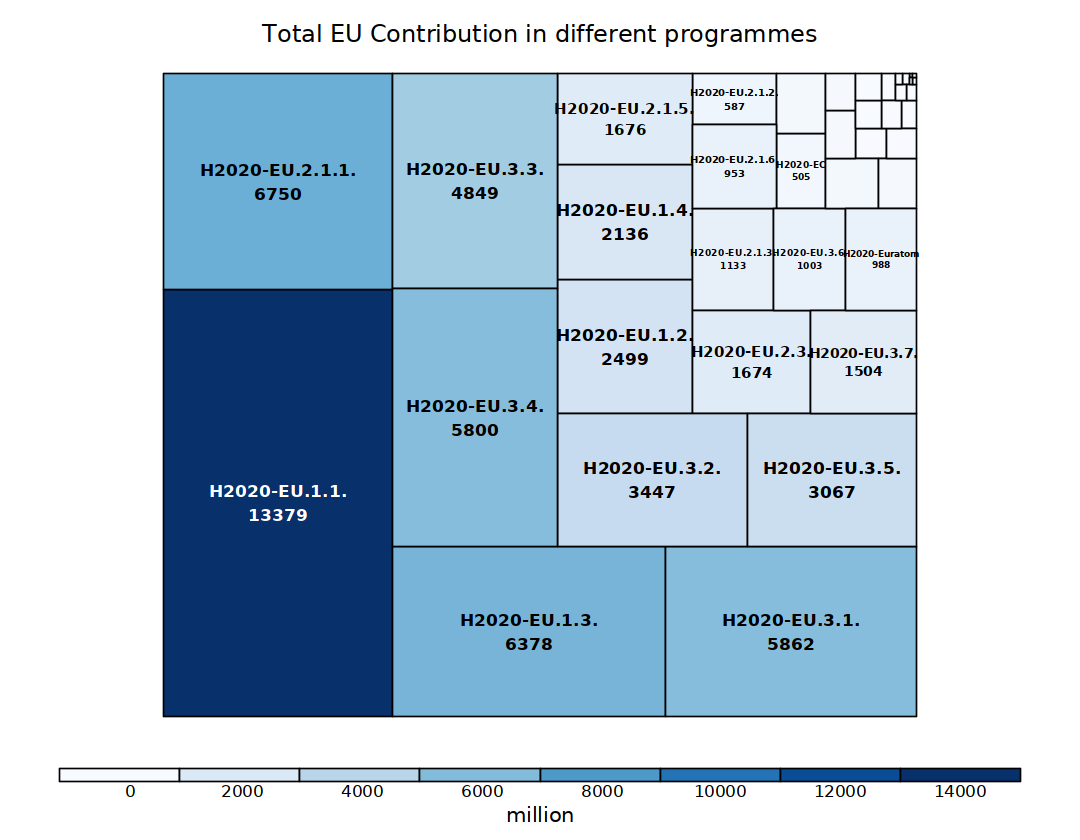 Total EU Contribution in different programmes
H2020-EU.2.1.1.
6750
H2020-EU.3.3.
4849
H2020-EU.2.1.5.
1676
H2020-EU.2.1.2.
587
H2020-EU.2.1.6.
953
H2020-EC
505
H2020-EU.1.4.
2136
H2020-EU.2.1.3.
1133
H2020-EU.3.6.
1003
H2020-Euratom
988
H2020-EU.1.2.
2499
H2020-EU.2.3.
1674
H2020-EU.3.7.
1504
H2020-EU.3.4.
5800
H2020-EU.1.1.
13379
H2020-EU.3.2.
3447
H2020-EU.3.5.
3067
H2020-EU.1.3.
6378
H2020-EU.3.1.
5862
0 2000 4000 6000 8000 10000 12000 14000
million